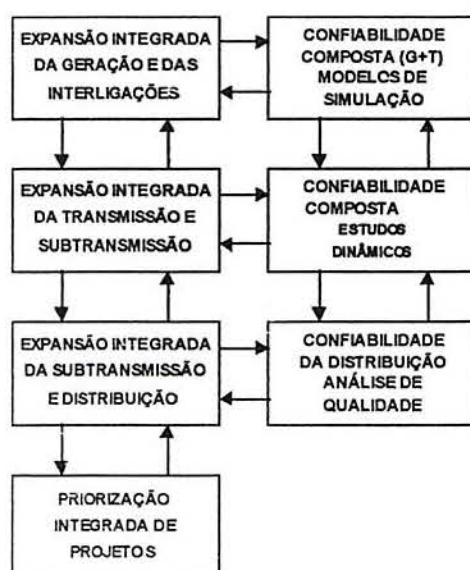 EXPANSÃO INTEGRADA
DA GERAÇÃO E DAS
INTERLIGAÇÕES
CONFIABILIDADE
COMPOSTA (G+T)
MODELOS DE
SIMULAÇÃO
EXPANSÃO INTEGRADA
DA TRANSMISSÃO E
SUBTRANSMISSÃO
CONFIABILIDADE
COMPOSTA
ESTUDOS
DINÂMICOS
EXPANSÃO INTEGRADA
DA SUBTRANSMISSÃO
E DISTRIBUIÇÃO
CONFIABILIDADE
DA DISTRIBUIÇÃO
ANÁLISE DE
QUALIDADE
PRIORIZAÇÃO
INTEGRADA DE
PROJETOS